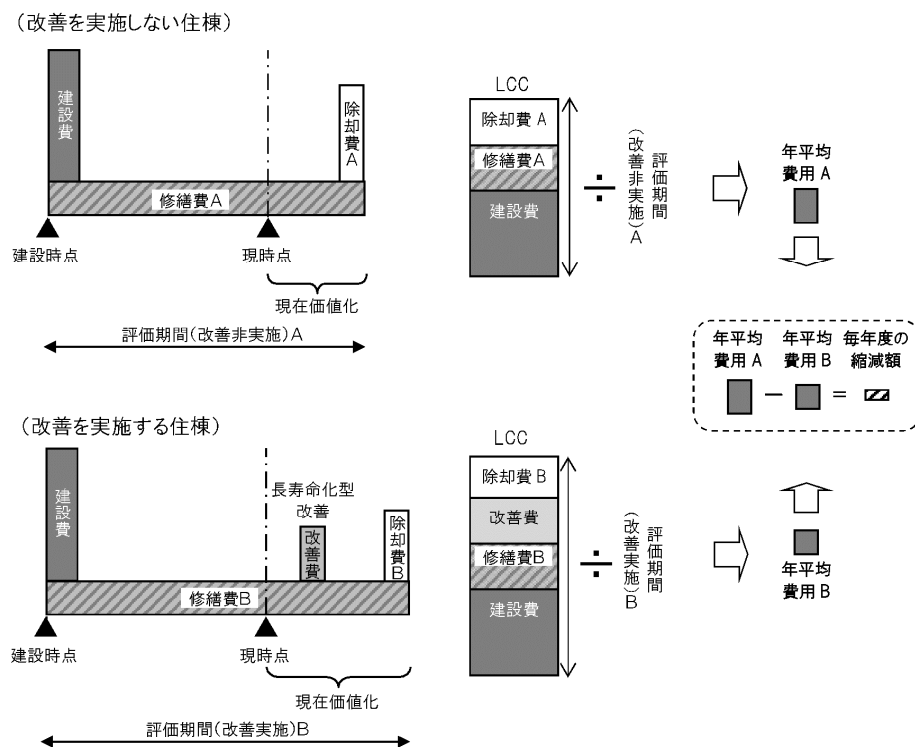 (改善を実施しない住棟)
建設費
除却費A
修繕費A
建設時点
現時点
現在価値化
評価期間(改善非実施)A
LCC
除却費A
修繕費A
建設費
÷
評価期間
(改善非実施)A
年平均
費用A
年平均
費用A
年平均
費用B
毎年度の
縮減額
－
＝
(改善を実施する住棟)
建設費
長寿命化型
改善
改善費
除却費B
修繕費B
建設時点
現時点
現在価値化
評価期間(改善実施)B
LCC
除却費B
改善費
修繕費B
建設費
÷
評価期間
(改善実施)B
年平均
費用B